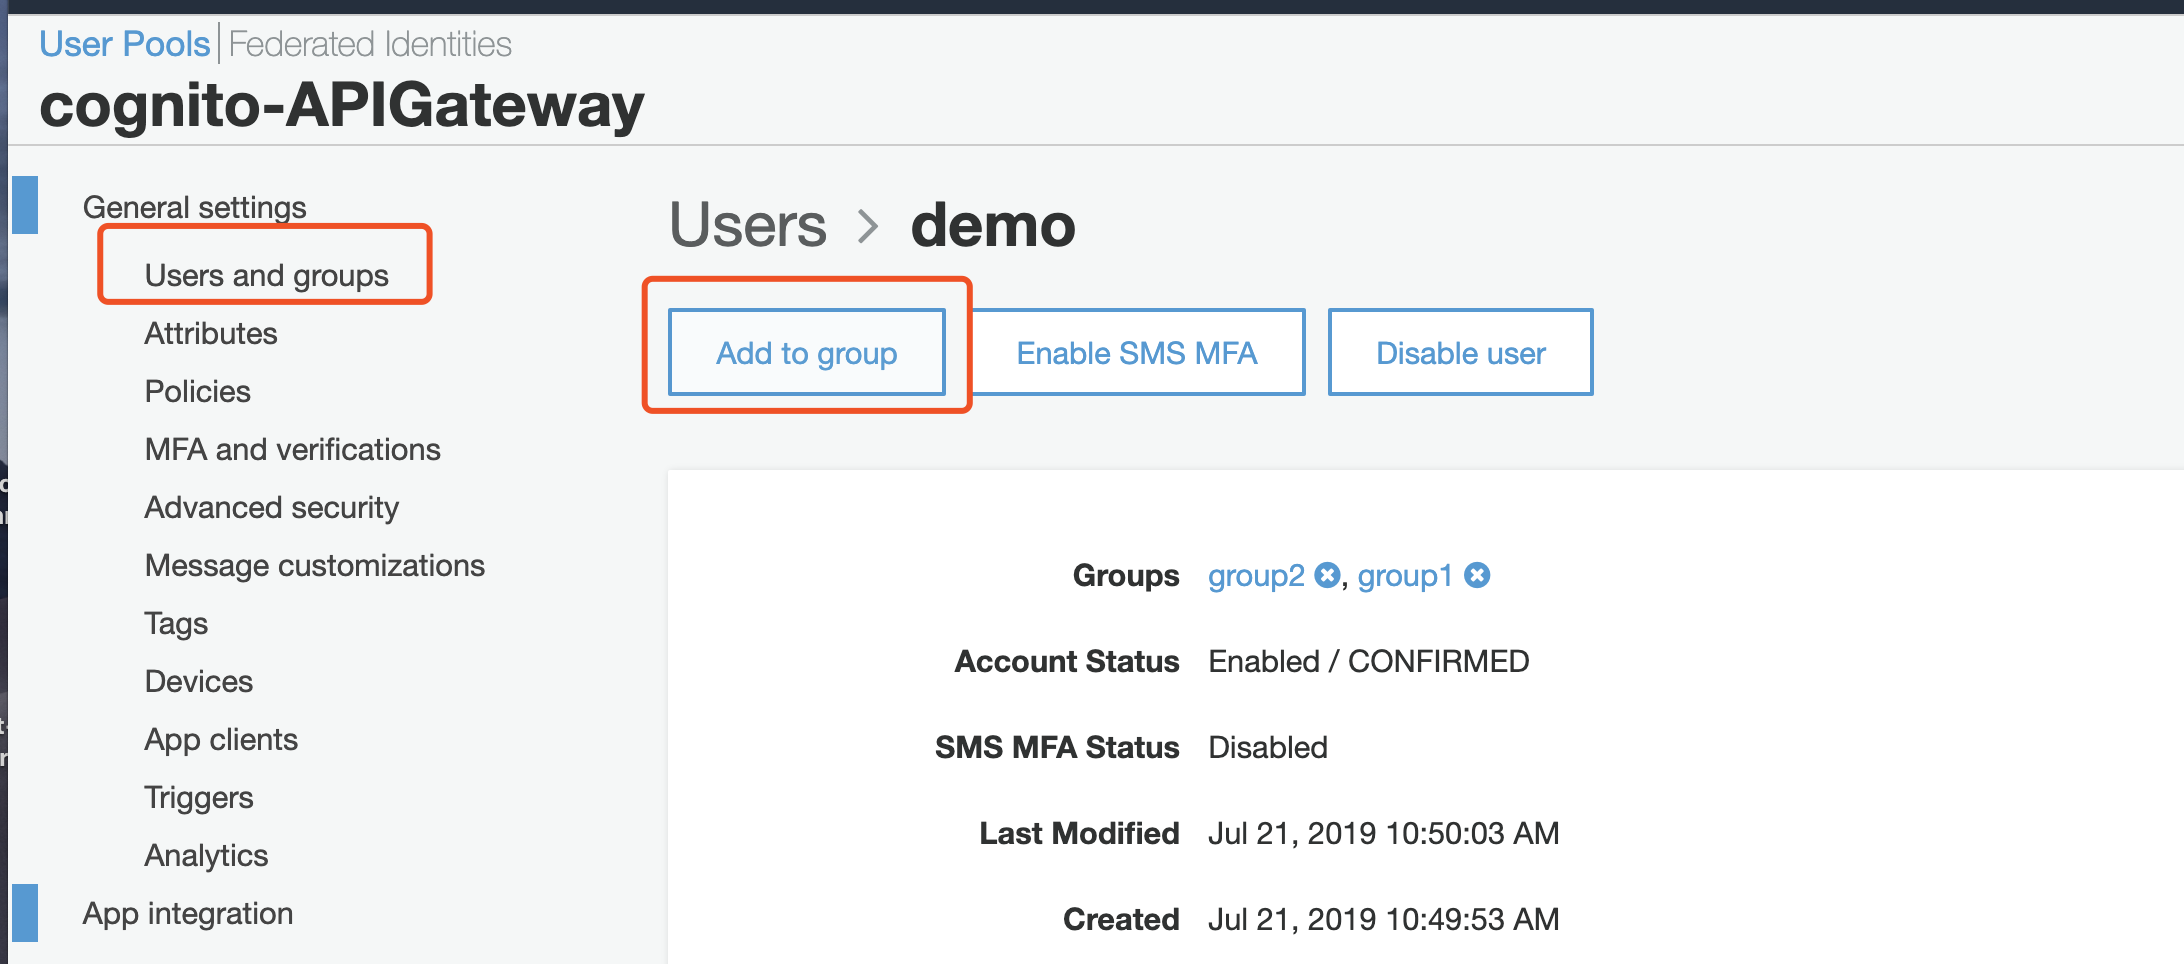 User Pools | Federated Identities
cognito-APIGateway
General settings
Users and groups
Attributes
Policies
MFA and verifications
Advanced security
Message customizations
Tags
Devices
App clients
Triggers
Analytics
App integration
Users > demo
Add to group
Enable SMS MFA
Disable user
Groups group2, group1
Account Status Enabled / CONFIRMED
SMS MFA Status Disabled
Last Modified Jul 21, 2019 10:50:03 AM
Created Jul 21, 2019 10:49:53 AM